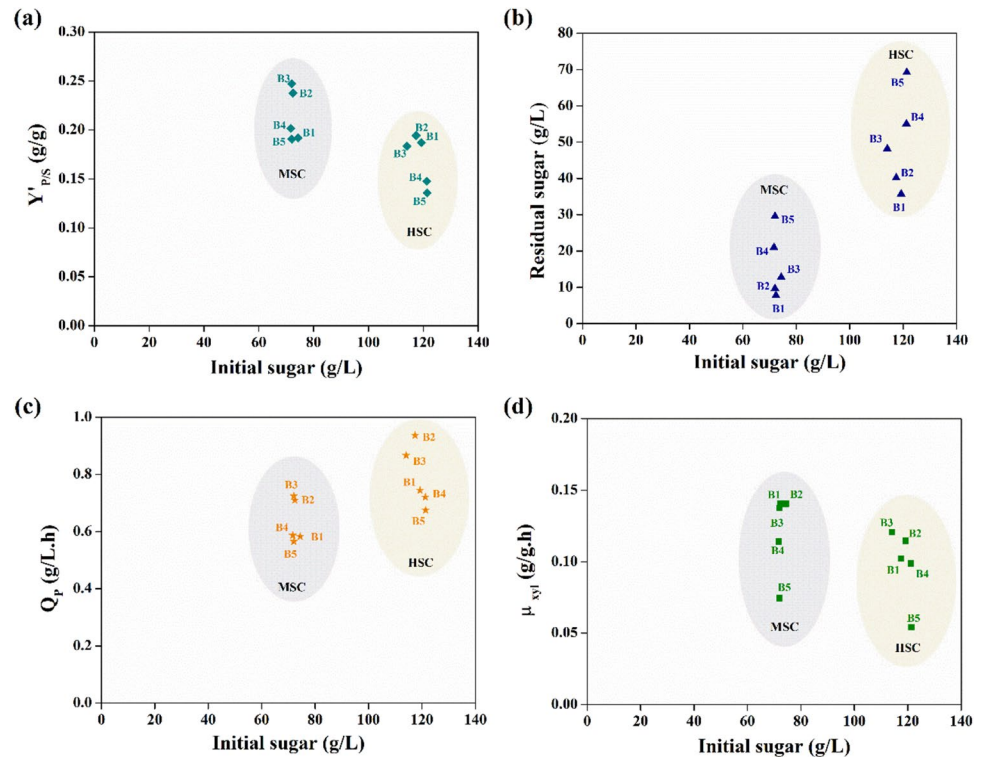 (a)
0.30
0.25
0.20
0.15
0.10
0.05
0.00
Y'P/S (g/g)
B3
B2
B4
B1
B5
MSC
B2
B1
B3
B4
B5
HSC
0 20 40 60 80 100 120 140
Initial sugar (g/L)
(b)
80
70
60
50
40
30
20
10
0
Residual sugar (g/L)
HSC
B5
B4
B3
B2
B1
MSC
B5
B4
B3
B2
B1
0 20 40 60 80 100 120 140
Initial sugar (g/L)
(c)
1.0
0.8
0.6
0.4
0.2
0.0
QP (g/L.h)
B3
B2
B4
B1
B5
MSC
B2
B3
B1
B4
B5
HSC
0 20 40 60 80 100 120 140
Initial sugar (g/L)
(d)
0.20
0.15
0.10
0.05
0.00
μ xyl (g/g.h)
B1 B2
B3
B4
B5
MSC
B3
B2
B1
B4
B5
HSC
0 20 40 60 80 100 120 140
Initial sugar (g/L)